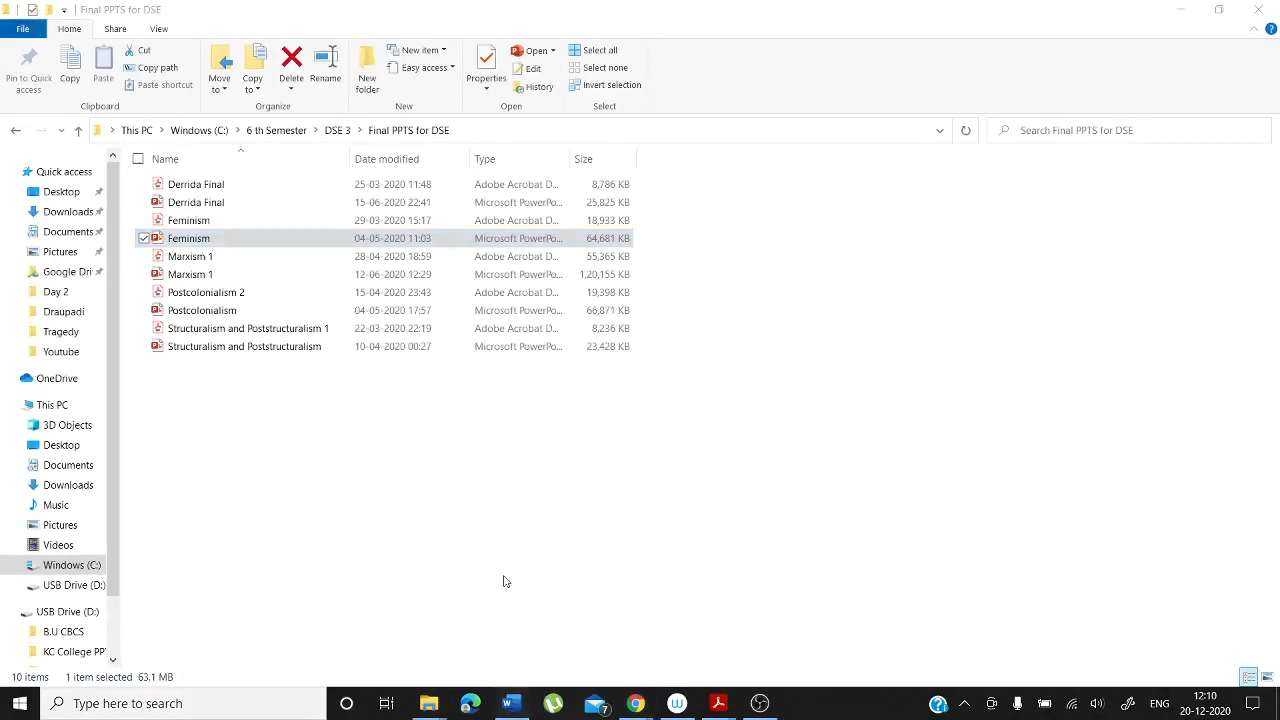 Final PPTS for DSE
File Home Share View
Pin to Quick access
Copy
Paste
Cut
Copy path
Paste shortcut
Clipboard
Move to
Copy to
Delete
Rename
Organize
New folder
New item
Easy access
New
Properties
Open
Edit
History
Open
Select all
Select none
Invert selection
Select
This PC > Windows (C:) > 6 th Semester > DSE 3 > Final PPTS for DSE
Search Final PPTS for DSE
Name Date modified Type Size
Derrida Final 25-03-2020 11:48 Adobe Acrobat D... 8,786 KB
Derrida Final 15-06-2020 22:41 Microsoft PowerPo... 25,825 KB
Feminism 29-03-2020 15:17 Adobe Acrobat D... 18,933 KB
Feminism 04-05-2020 11:03 Microsoft PowerPo... 64,681 KB
Marxism 1 28-04-2020 18:59 Adobe Acrobat D... 55,365 KB
Marxism 1 12-06-2020 12:29 Microsoft PowerPo... 1,20,155 KB
Postcolonialism 2 15-04-2020 23:43 Adobe Acrobat D... 19,398 KB
Postcolonialism 04-05-2020 17:57 Microsoft PowerPo... 66,871 KB
Structuralism and Poststructuralism 1 22-03-2020 22:19 Adobe Acrobat D... 8,236 KB
Structuralism and Poststructuralism 10-04-2020 00:27 Microsoft PowerPo... 23,428 KB
Quick access
Desktop
Downloads
Documents
Pictures
Google Dri
Day 2
Draupadi
Tragedy
Youtube
OneDrive
This PC
3D Objects
Desktop
Documents
Downloads
Music
Pictures
Videos
Windows (C:)
USB Drive (D:)
USB Drive (D:)
B.U CBCS
KC College PP
10 items 1 item selected 63.1 MB
Type here to search
7
ENG
12:10
20-12-2020